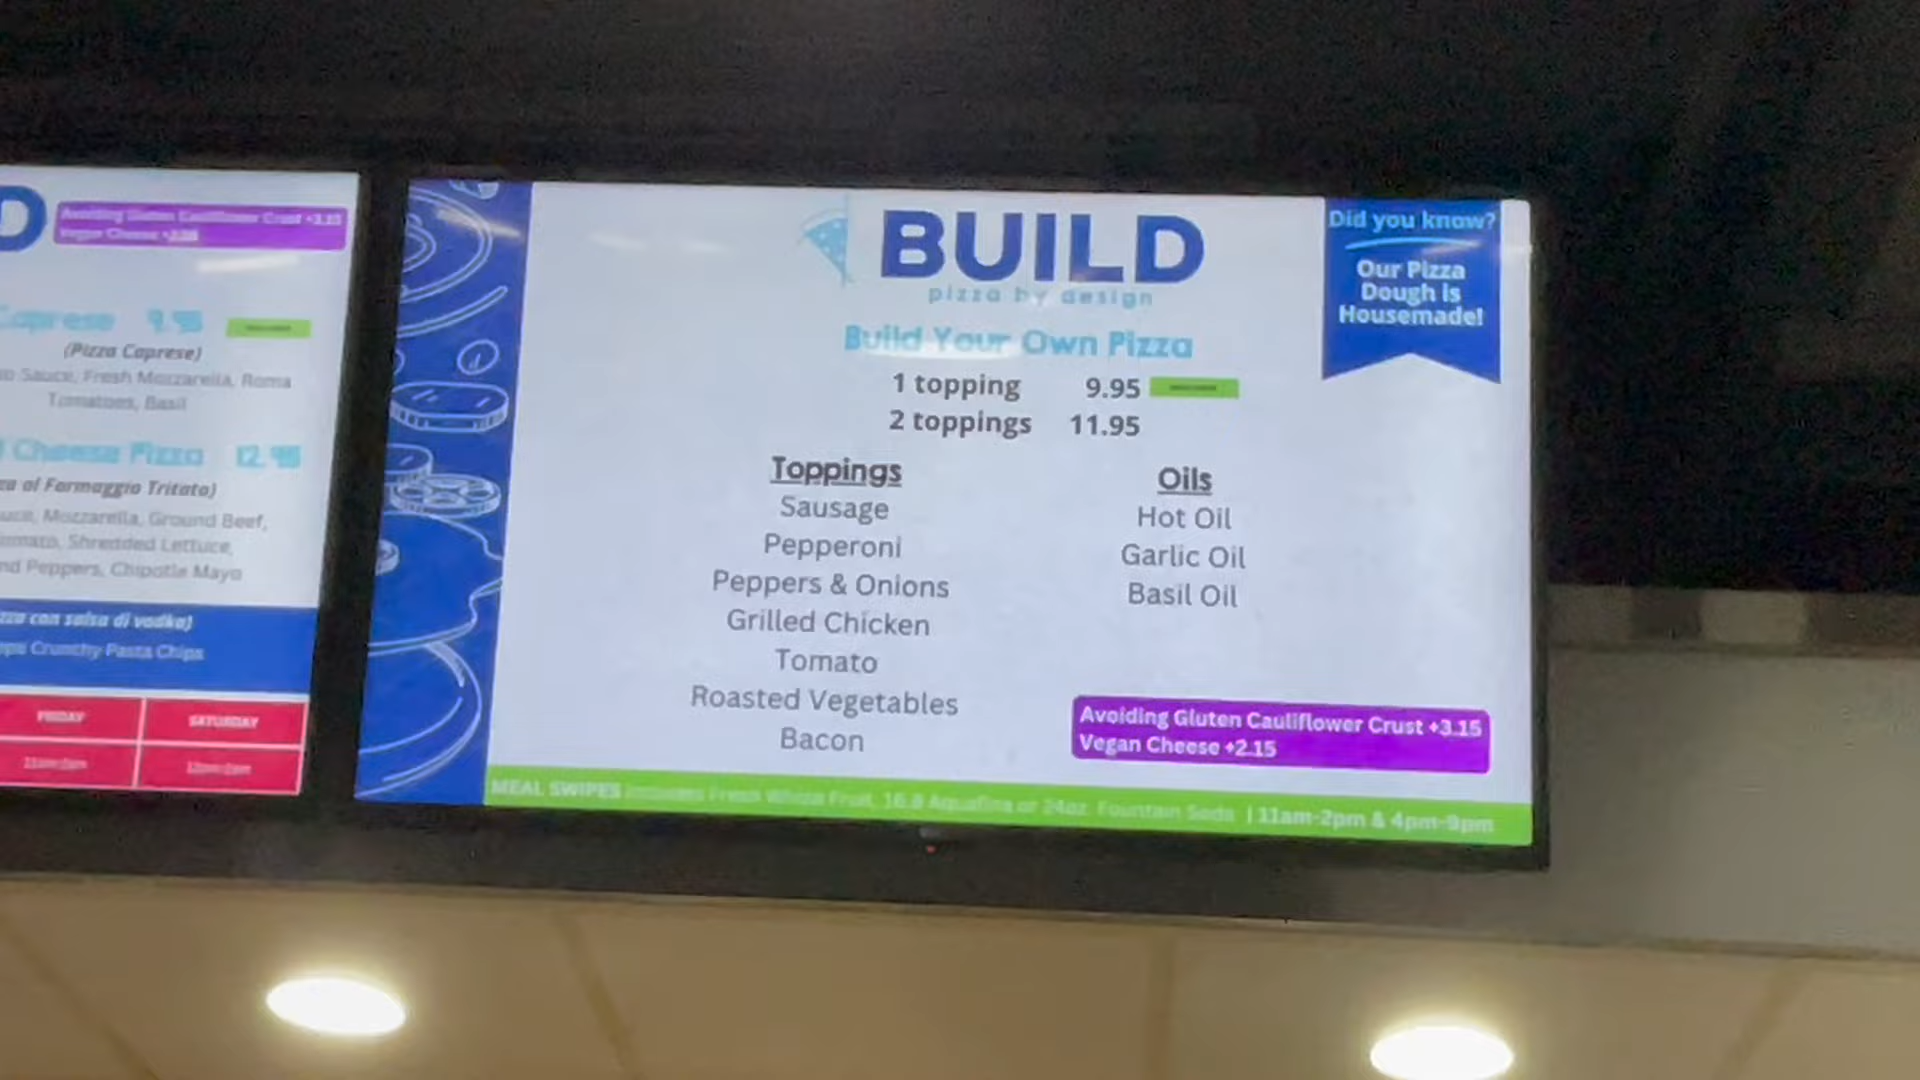 D
Avoiding Gluten Cauliflower Crust +3.15
Vegan Cheese
Caprese 9.95
(Pizza Caprese)
Sauce, Fresh Mozzarella, Roma
Tomatoes, Basil
Cheese Pizza 12.95
al Formaggio Tritato)
Mozzarella, Ground Beef,
Shredded Lettuce,
Peppers, Chipotle Mayo
con salsa di vodka)
Crunchy Pasta Chips
FRIDAY SATURDAY
BUILD
pizza by design
Build Your Own Pizza
1 topping 9.95
2 toppings 11.95
Toppings
Sausage
Pepperoni
Peppers & Onions
Grilled Chicken
Tomato
Roasted Vegetables
Bacon
Oils
Hot Oil
Garlic Oil
Basil Oil
Did you know?
Our Pizza
Dough is
Housemade!
Avoiding Gluten Cauliflower Crust +3.15
Vegan Cheese +2.15
MEAL SWIPES includes Fresh Whole Fruit, 16.9 Aquafina or 24oz. Fountain Soda | 11am-2pm & 4pm-9pm